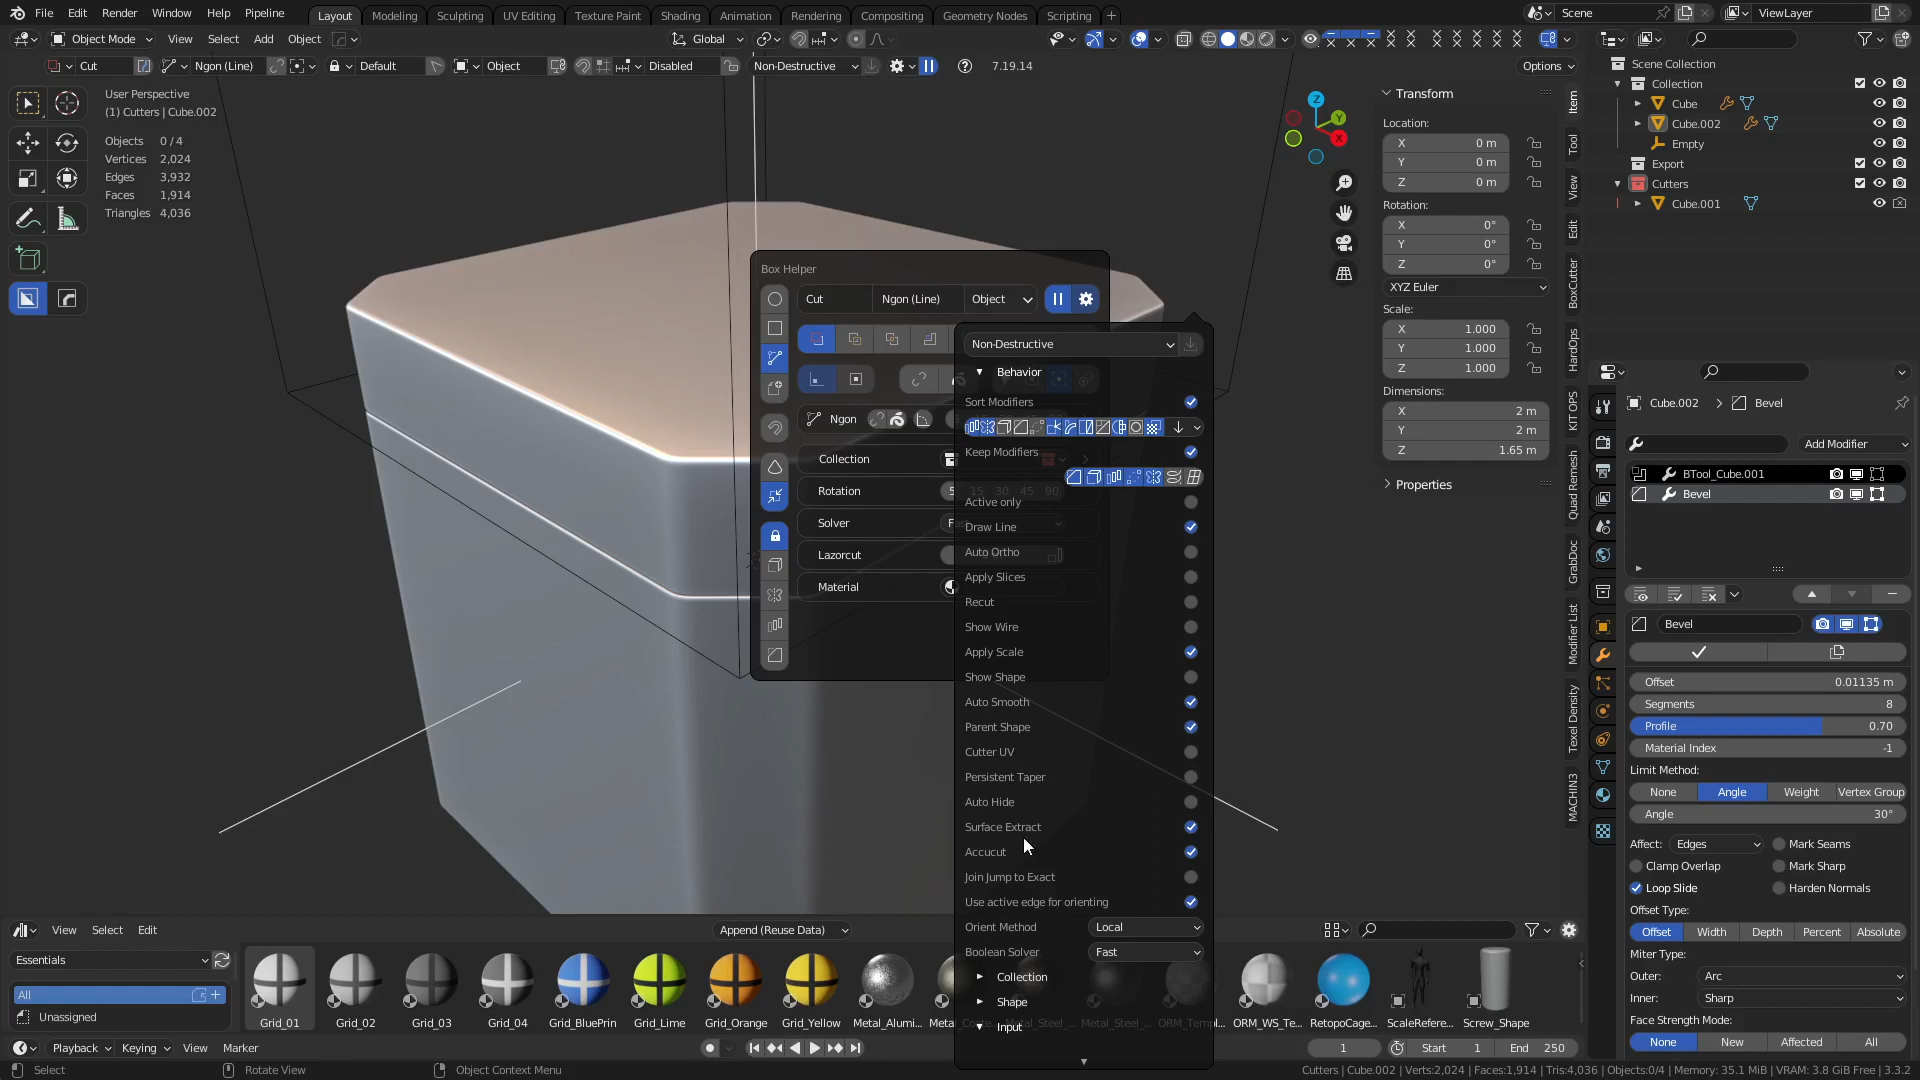 File Edit Render Window Help Pipeline Layout Modeling Sculpting UV Editing Texture Paint Shading Animation Rendering Compositing Geometry Nodes Scripting + Scene ViewLayer
Object Mode View Select Add Object Global
Cut Ngon (Line) Default Object Disabled Non-Destructive 7.19.14 Options
User Perspective
(1) Cutters | Cube.002
Objects 0/4
Vertices 2,024
Edges 3,932
Faces 1,914
Triangles 4,036
Z
Y
X
Box Helper
Cut Ngon (Line) Object
Ngon
Collection
Rotation 5 15 30 45 90
Solver
Lazorcut
Material
Non-Destructive
Behavior
Sort Modifiers
Keep Modifiers
Active only
Draw Line
Auto Ortho
Apply Slices
Recut
Show Wire
Apply Scale
Show Shape
Auto Smooth
Parent Shape
Cutter UV
Persistent Taper
Auto Hide
Surface Extract
Accucut
Join Jump to Exact
Use active edge for orienting
Orient Method Local
Boolean Solver Fast
Collection
Shape
Input
Transform
Location:
X 0 m
Y 0 m
Z 0 m
Rotation:
X 0°
Y 0°
Z 0°
XYZ Euler
Scale:
X 1.000
Y 1.000
Z 1.000
Dimensions:
X 2 m
Y 2 m
Z 1.65 m
Properties
Item
Tool
View
Edit
BoxCutter
HardOps
KIT OPS
Quad Remesh
GrabDoc
Modifier List
Texel Density
MACHIN3
Scene Collection
Collection
Cube
Cube.002
Empty
Export
Cutters
Cube.001
Cube.002 > Bevel
Add Modifier
BTool_Cube.001
Bevel
Bevel
Offset 0.01135 m
Segments 8
Profile 0.70
Material Index -1
Limit Method:
None Angle Weight Vertex Group
Angle 30°
Affect: Edges Mark Seams
Clamp Overlap Mark Sharp
Loop Slide Harden Normals
Offset Type:
Offset Width Depth Percent Absolute
Miter Type:
Outer: Arc
Inner: Sharp
Face Strength Mode:
None New Affected All
View Select Edit Append (Reuse Data)
Essentials
All
Unassigned
Grid_01 Grid_02 Grid_03 Grid_04 Grid_BluePrin Grid_Lime Grid_Orange Grid_Yellow Metal_Alumi... Metal_Steel_... Metal_Steel_... ORM_Templ... ORM_WS_Te... RetopoCage... ScaleRefere... Screw_Shape
Playback Keying View Marker 1 Start 1 End 250
Select Rotate View Object Context Menu Cutters | Cube.002 | Verts:2,024 | Faces:1,914 | Tris:4,036 | Objects:0/4 | Memory: 35.1 MiB | VRAM: 3.8 GiB Free | 3.3.2